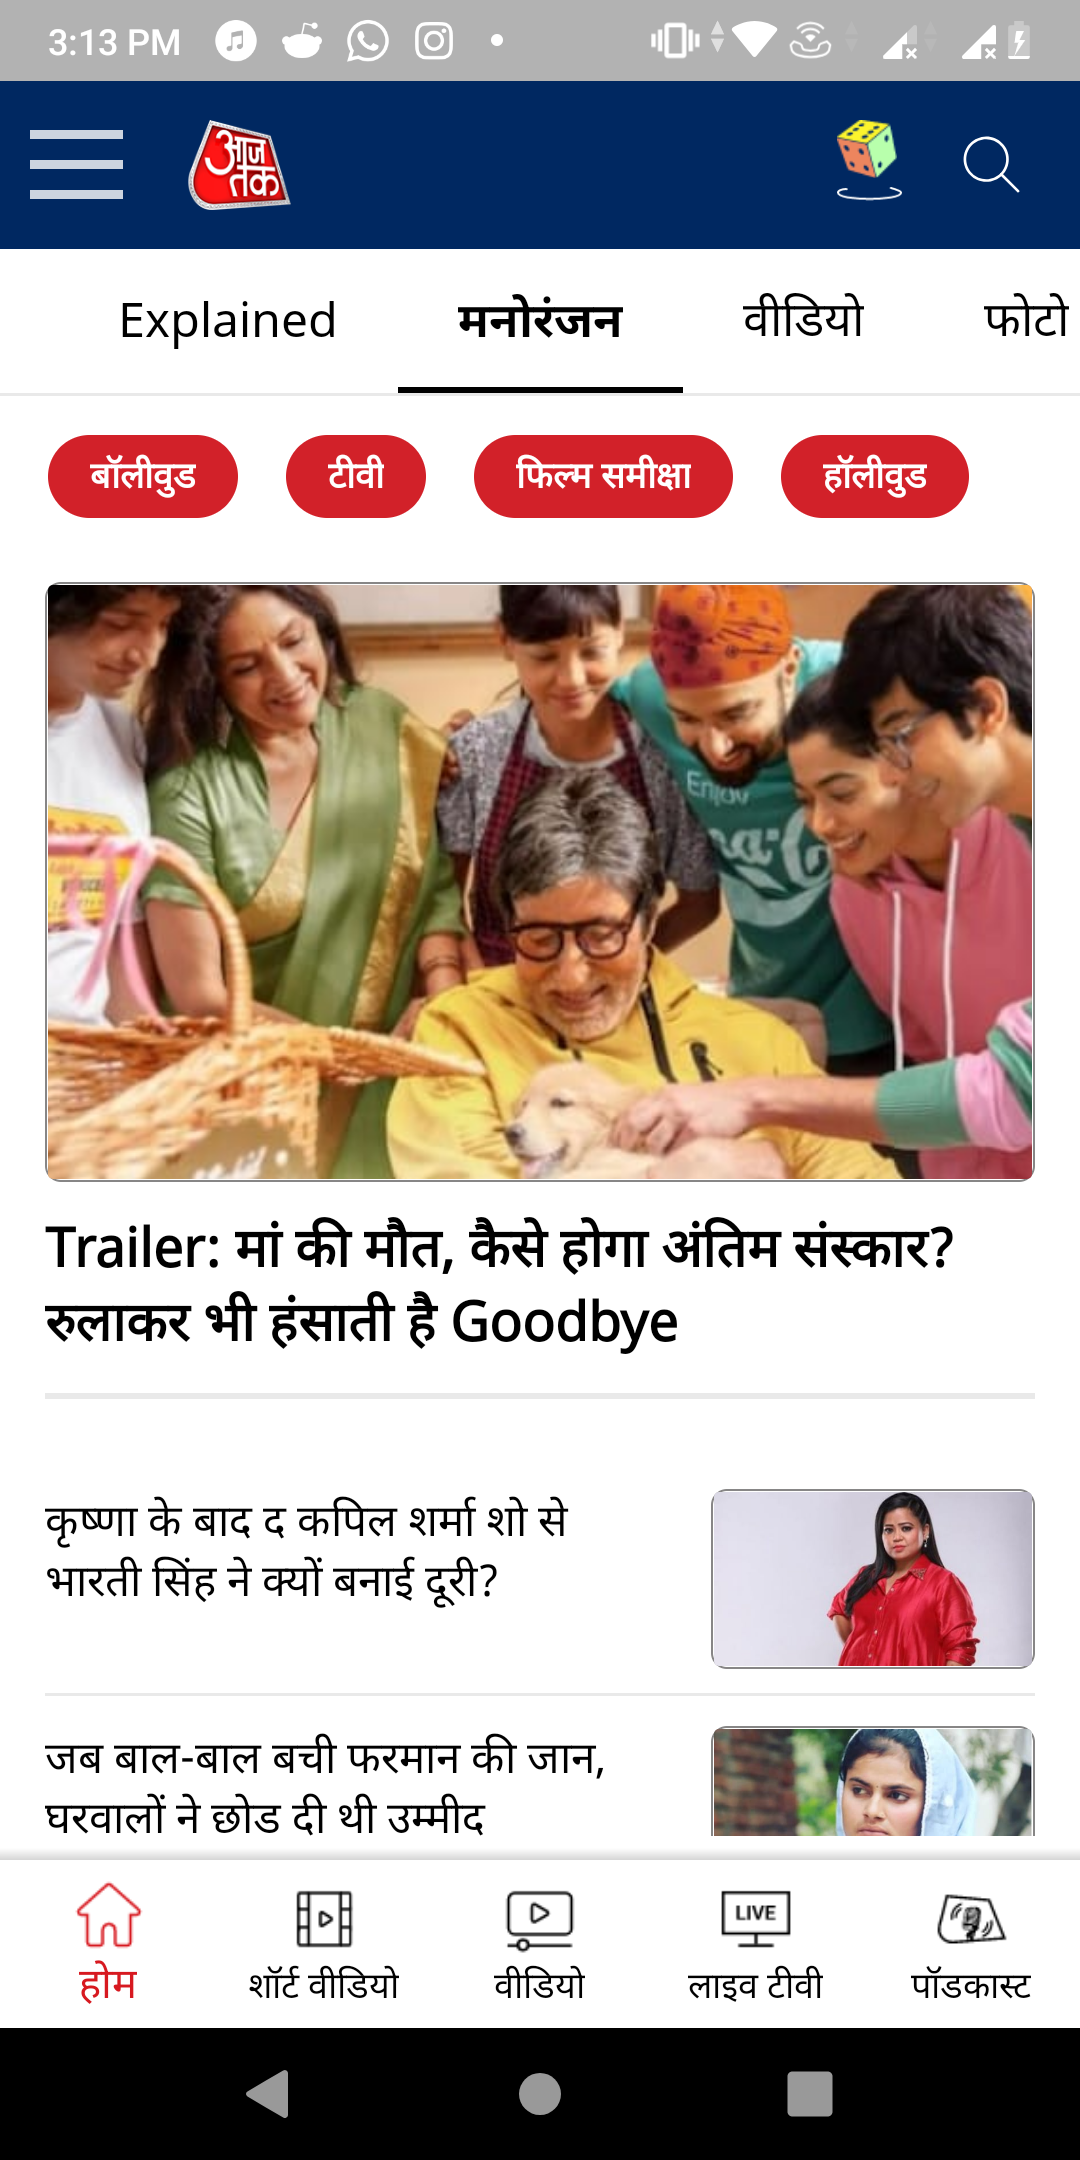 3:13 PM
आज
तक
Explained
मनोरंजन
वीडियो
फोटो
बॉलीवुड
टीवी
फिल्म समीक्षा
हॉलीवुड
Enjoy
Trailer: मां की मौत, कैसे होगा अंतिम संस्कार?
रुलाकर भी हंसाती है Goodbye
कृष्णा के बाद द कपिल शर्मा शो से
भारती सिंह ने क्यों बनाई दूरी?
जब बाल-बाल बची फरमान की जान,
घरवालों ने छोड दी थी उम्मीद
LIVE
होम
शॉर्ट वीडियो
वीडियो
लाइव टीवी
पॉडकास्ट